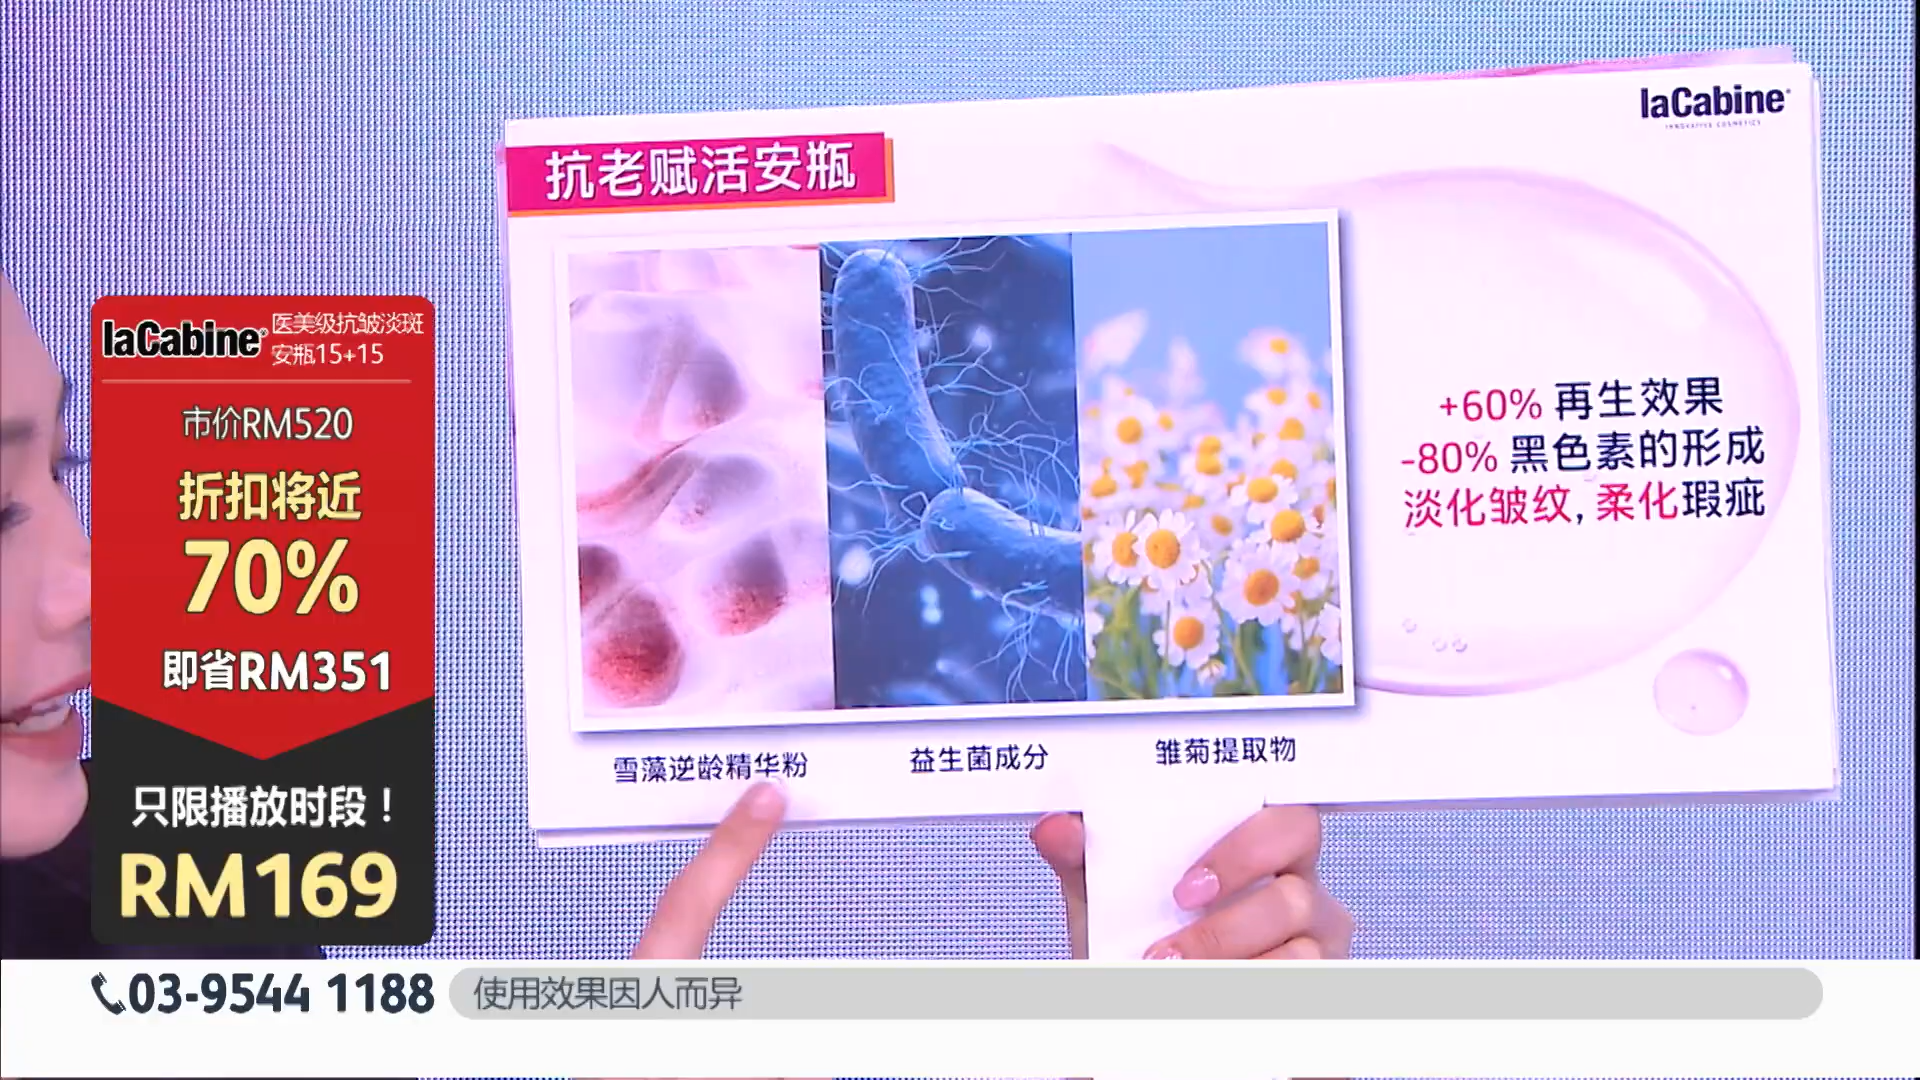 laCabine
INNOVATIVE COSMETICS
抗老赋活安瓶
+60% 再生效果
-80% 黑色素的形成
淡化皱纹, 柔化瑕疵
雪藻逆龄精华粉
益生菌成分
雏菊提取物
laCabine
医美级抗皱淡斑
安瓶15+15
市价RM520
折扣将近
70%
即省RM351
只限播放时段！
RM169
03-9544 1188
使用效果因人而异